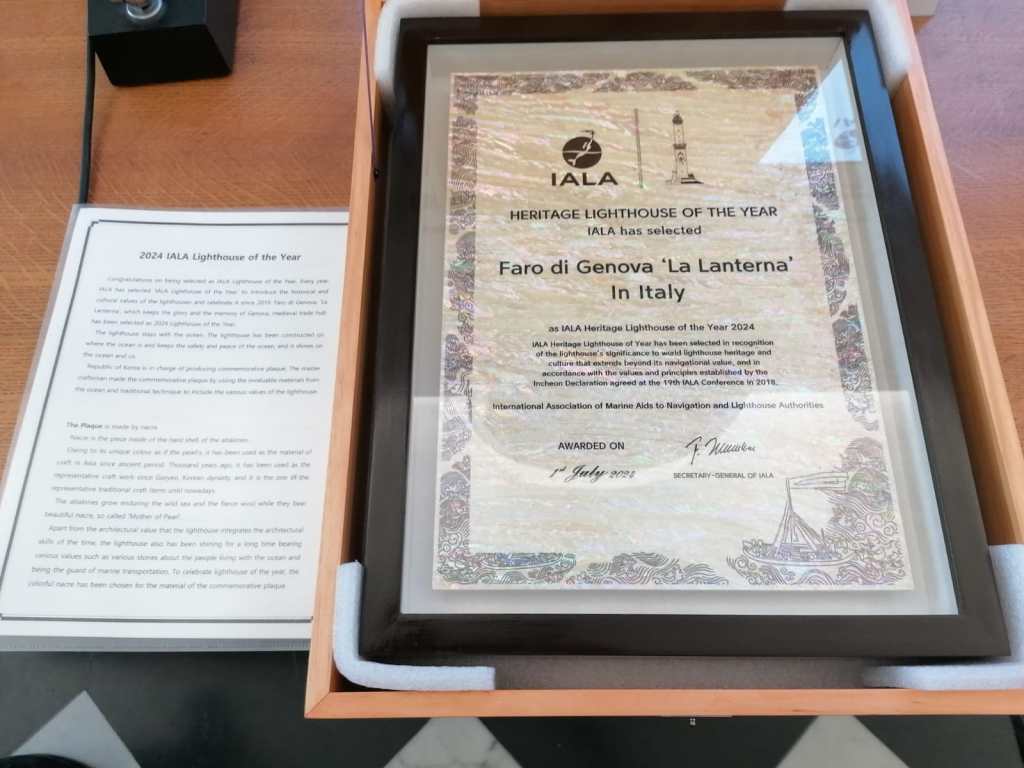 2024 IALA Lighthouse of the Year
Congratulations on being selected as IALA Lighthouse of the Year. Every year,
IALA has selected 'IALA Lighthouse of the Year' to introduce the historical and
cultural values of the lighthouses and celebrate it since 2019. Faro di Genova 'La
Lanterna', which keeps the glory and the memory of Genova, medieval trade hub
has been selected as 2024 Lighthouse of the Year.
The lighthouse stays with the ocean. The lighthouse has been constructed on
where the ocean is and keeps the safety and peace of the ocean, and it shines on
the ocean and us.
Republic of Korea is in charge of producing commemorative plaque. The master
craftsman made the commemorative plaque by using the invaluable materials from
the ocean and traditional technique to include the various values of the lighthouse.
The Plaque is made by nacre.
Nacre is the piece inside of the hard shell of the abalones.
Owing to its unique colour as if the pearl's, it has been used as the material of
craft in Asia since ancient period. Thousand years ago, it has been used as the
representative craft work since Goryeo, Korean dynasty, and it is the one of the
representative traditional craft items until nowadays.
The abalones grow enduring the wild sea and the fierce wind while they bear
beautiful nacre, so called 'Mother of Pearl'.
Apart from the architectural value that the lighthouse integrates the architectural
skills of the time, the lighthouse also has been shining for a long time bearing
various values such as various stories about the people living with the ocean and
being the guard of marine transportation. To celebrate lighthouse of the year, the
colorful nacre has been chosen for the material of the commemorative plaque.
IALA
HERITAGE LIGHTHOUSE OF THE YEAR
IALA has selected
Faro di Genova 'La Lanterna'
In Italy
as IALA Heritage Lighthouse of the Year 2024
IALA Heritage Lighthouse of Year has been selected in recognition
of the lighthouse's significance to world lighthouse heritage and
culture that extends beyond its navigational value, and in
accordance with the values and principles established by the
Incheon Declaration agreed at the 19th IALA Conference in 2018.
International Association of Marine Aids to Navigation and Lighthouse Authorities
AWARDED ON
1st July 2024
SECRETARY-GENERAL OF IALA